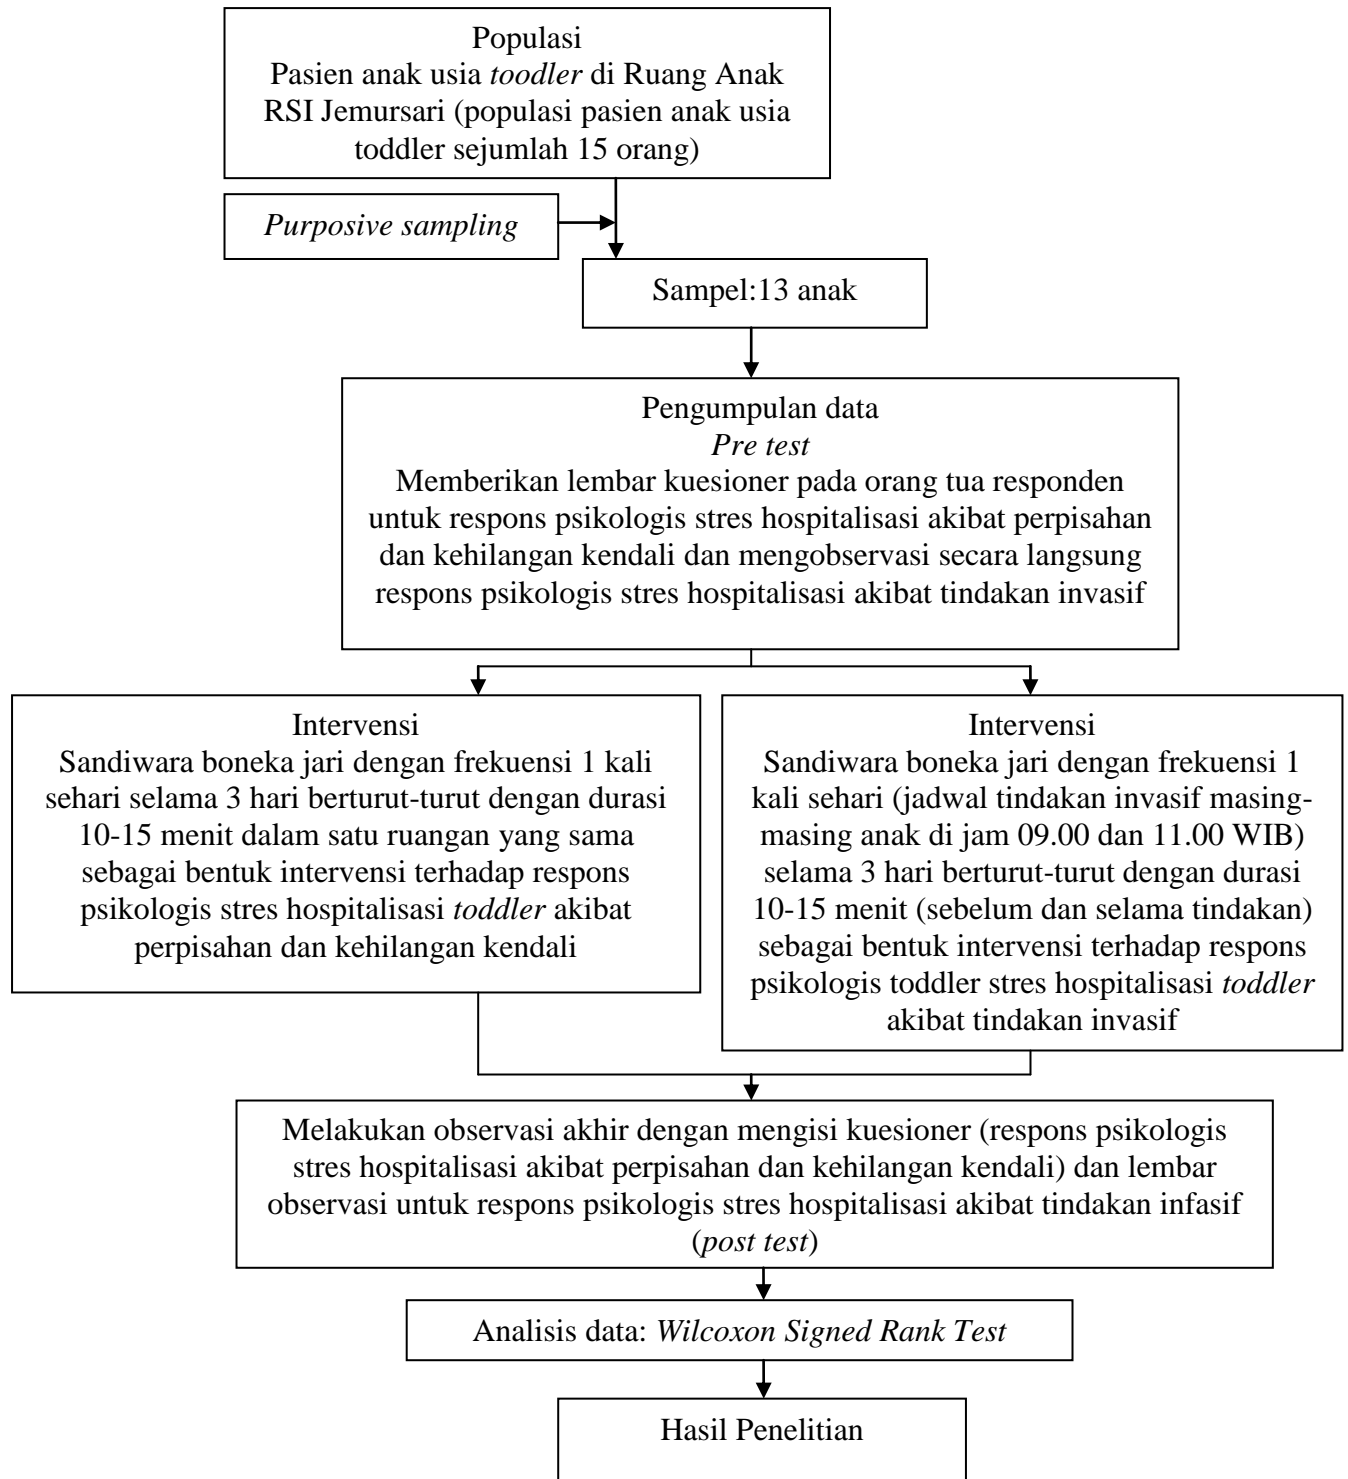 Populasi
Pasien anak usia toodler di Ruang Anak
RSI Jemursari (populasi pasien anak usia
toddler sejumlah 15 orang)
Purposive sampling
Sampel:13 anak
Pengumpulan data
Pre test
Memberikan lembar kuesioner pada orang tua responden
untuk respons psikologis stres hospitalisasi akibat perpisahan
dan kehilangan kendali dan mengobservasi secara langsung
respons psikologis stres hospitalisasi akibat tindakan invasif
Intervensi
Sandiwara boneka jari dengan frekuensi 1 kali
sehari selama 3 hari berturut-turut dengan durasi
10-15 menit dalam satu ruangan yang sama
sebagai bentuk intervensi terhadap respons
psikologis stres hospitalisasi toddler akibat
perpisahan dan kehilangan kendali
Intervensi
Sandiwara boneka jari dengan frekuensi 1
kali sehari (jadwal tindakan invasif masing-
masing anak di jam 09.00 dan 11.00 WIB)
selama 3 hari berturut-turut dengan durasi
10-15 menit (sebelum dan selama tindakan)
sebagai bentuk intervensi terhadap respons
psikologis toddler stres hospitalisasi toddler
akibat tindakan invasif
Melakukan observasi akhir dengan mengisi kuesioner (respons psikologis
stres hospitalisasi akibat perpisahan dan kehilangan kendali) dan lembar
observasi untuk respons psikologis stres hospitalisasi akibat tindakan infasif
(post test)
Analisis data: Wilcoxon Signed Rank Test
Hasil Penelitian